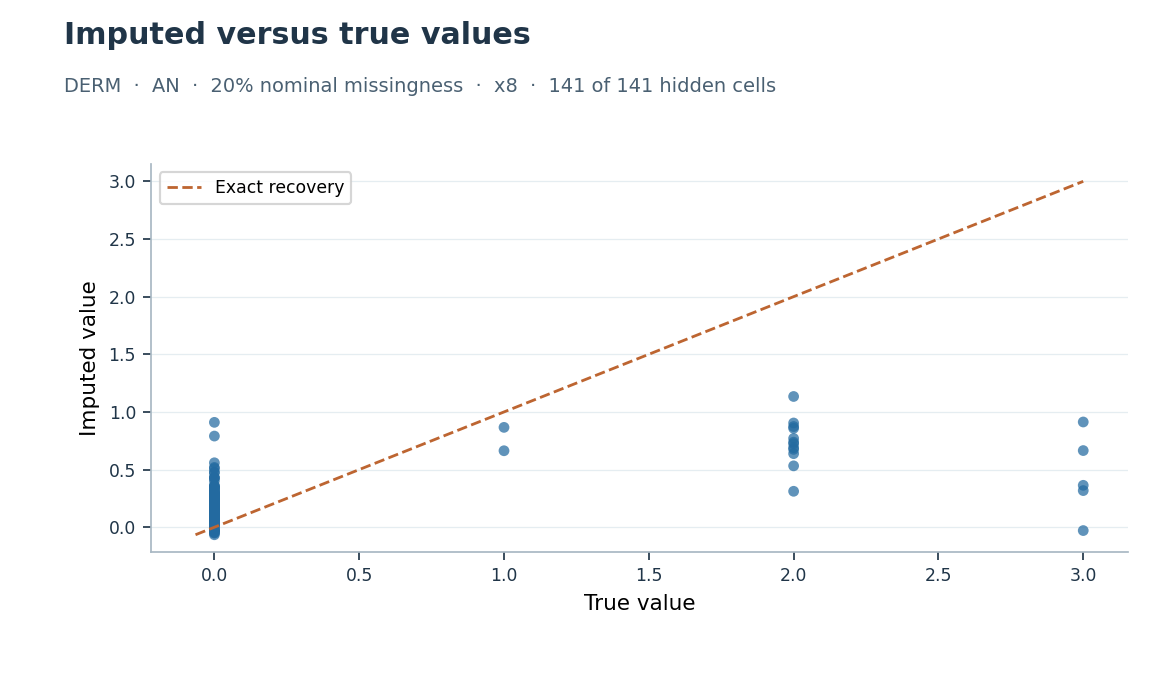 Imputed versus true values
DERM · AN · 20% nominal missingness · x8 · 141 of 141 hidden cells
Exact recovery
3.0
2.5
2.0
1.5
1.0
0.5
0.0
Imputed value
0.0 0.5 1.0 1.5 2.0 2.5 3.0
True value